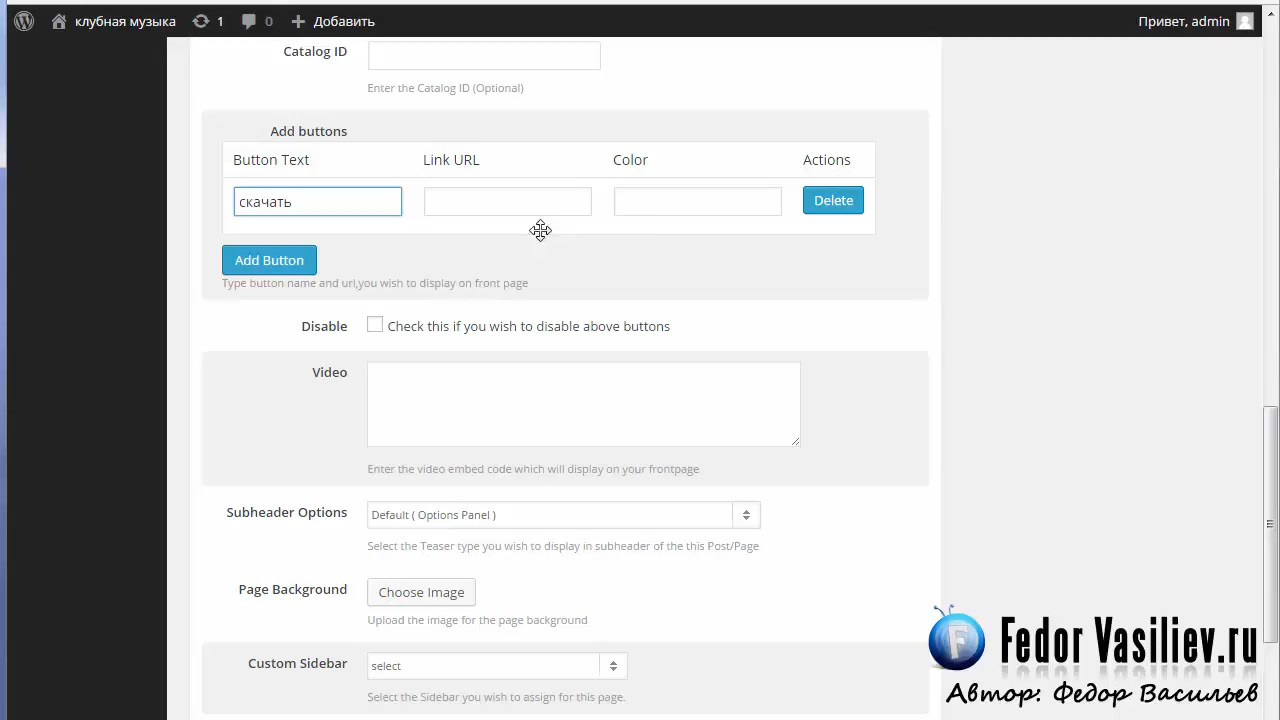 клубная музыка 1 0 Добавить Привет, admin
Catalog ID
Enter the Catalog ID (Optional)
Add buttons
Button Text Link URL Color Actions
скачать Delete
Add Button
Type button name and url,you wish to display on front page
Disable Check this if you wish to disable above buttons
Video
Enter the video embed code which will display on your frontpage
Subheader Options Default ( Options Panel )
Select the Teaser type you wish to display in subheader of the this Post/Page
Page Background Choose Image
Upload the image for the page background
Custom Sidebar select
Select the Sidebar you wish to assign for this page.
F Fedor Vasiliev.ru
Автор: Федор Васильев